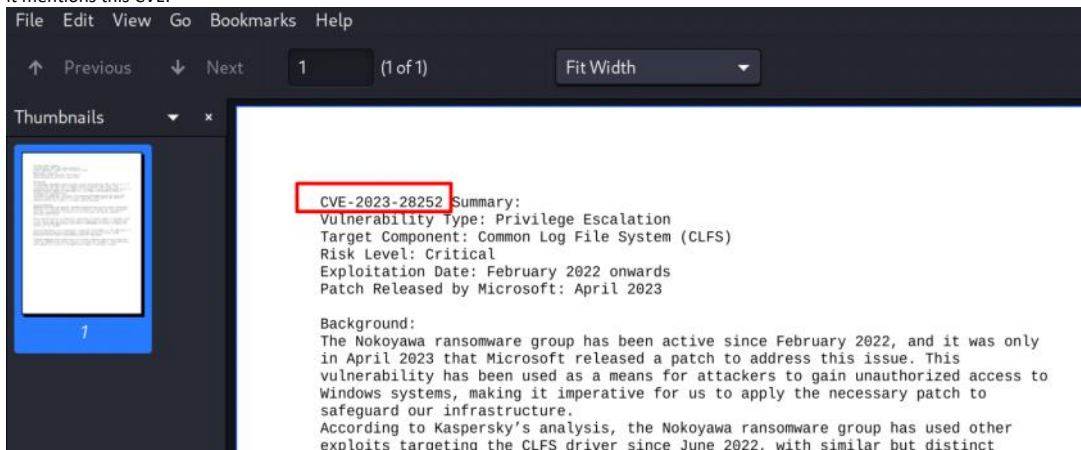 File Edit View Go Bookmarks Help
Previous Next 1 (1 of 1) Fit Width
Thumbnails
1
CVE-2023-28252 Summary:
Vulnerability Type: Privilege Escalation
Target Component: Common Log File System (CLFS)
Risk Level: Critical
Exploitation Date: February 2022 onwards
Patch Released by Microsoft: April 2023
Background:
The Nokoyawa ransomware group has been active since February 2022, and it was only
in April 2023 that Microsoft released a patch to address this issue. This
vulnerability has been used as a means for attackers to gain unauthorized access to
Windows systems, making it imperative for us to apply the necessary patch to
safeguard our infrastructure.
According to Kaspersky's analysis, the Nokoyawa ransomware group has used other
exploits targeting the CLFS driver since June 2022, with similar but distinct